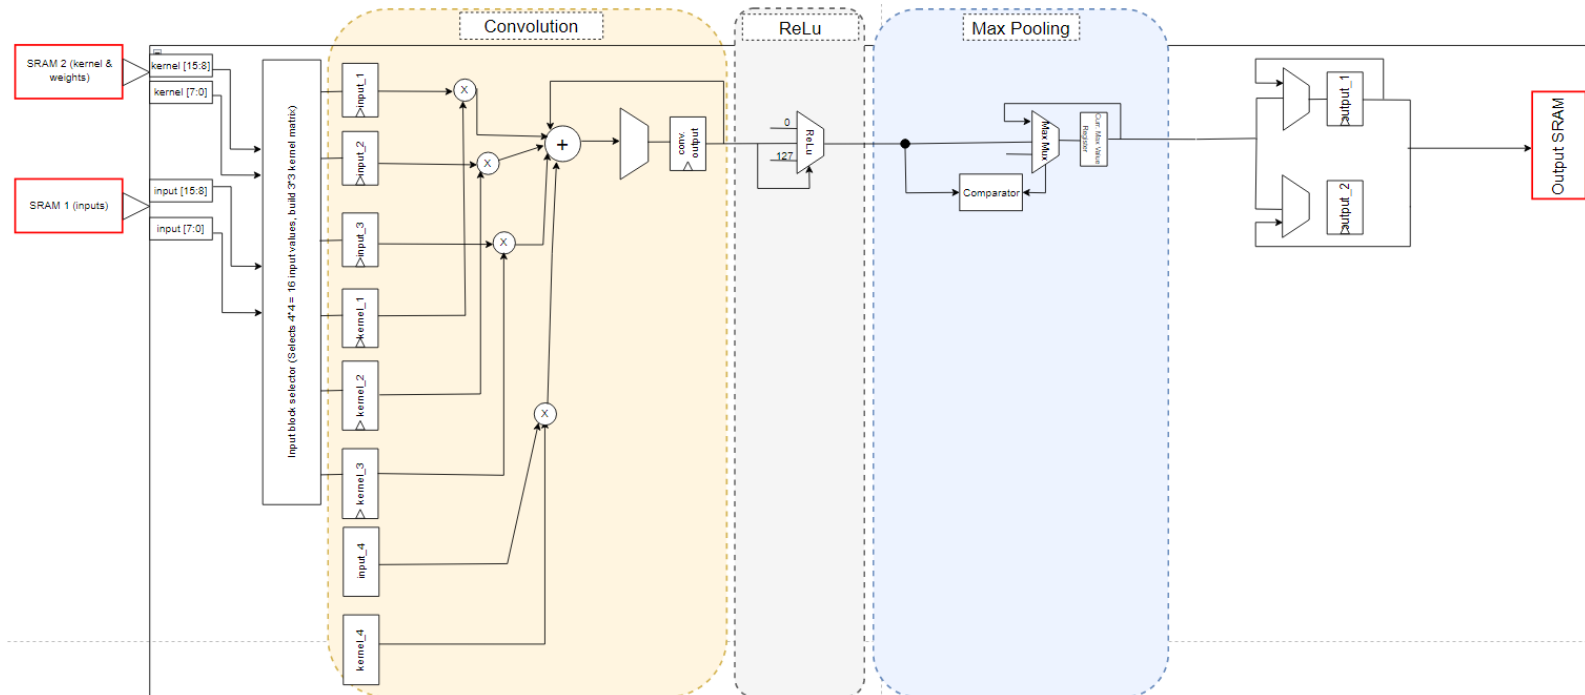 Convolution
ReLu
Max Pooling
SRAM 2 (kernel &
weights)
kernel [15:8]
kernel [7:0]
SRAM 1 (inputs)
input [15:8]
input [7:0]
Input block selector (Selects 4*4 = 16 input values, build 3*3 kernel matrix)
input_1
input_2
input_3
kernel_1
kernel_2
kernel_3
input_4
kernel_4
X
X
X
X
+
conv.
output
0
127
ReLu
Max Mux
Curr. Max Value
Register
Comparator
output_1
output_2
Output SRAM